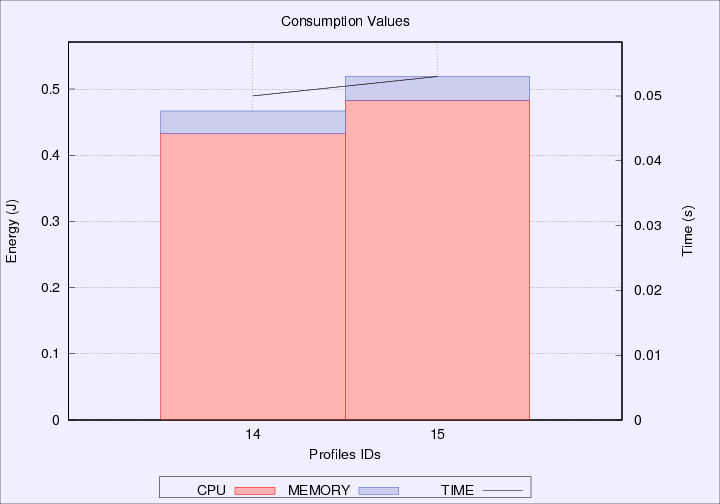 Consumption Values
Energy (J)
0.5
0.4
0.3
0.2
0.1
0
0.05
0.04
0.03
0.02
0.01
0
Time (s)
14 15
Profiles IDs
CPU MEMORY TIME